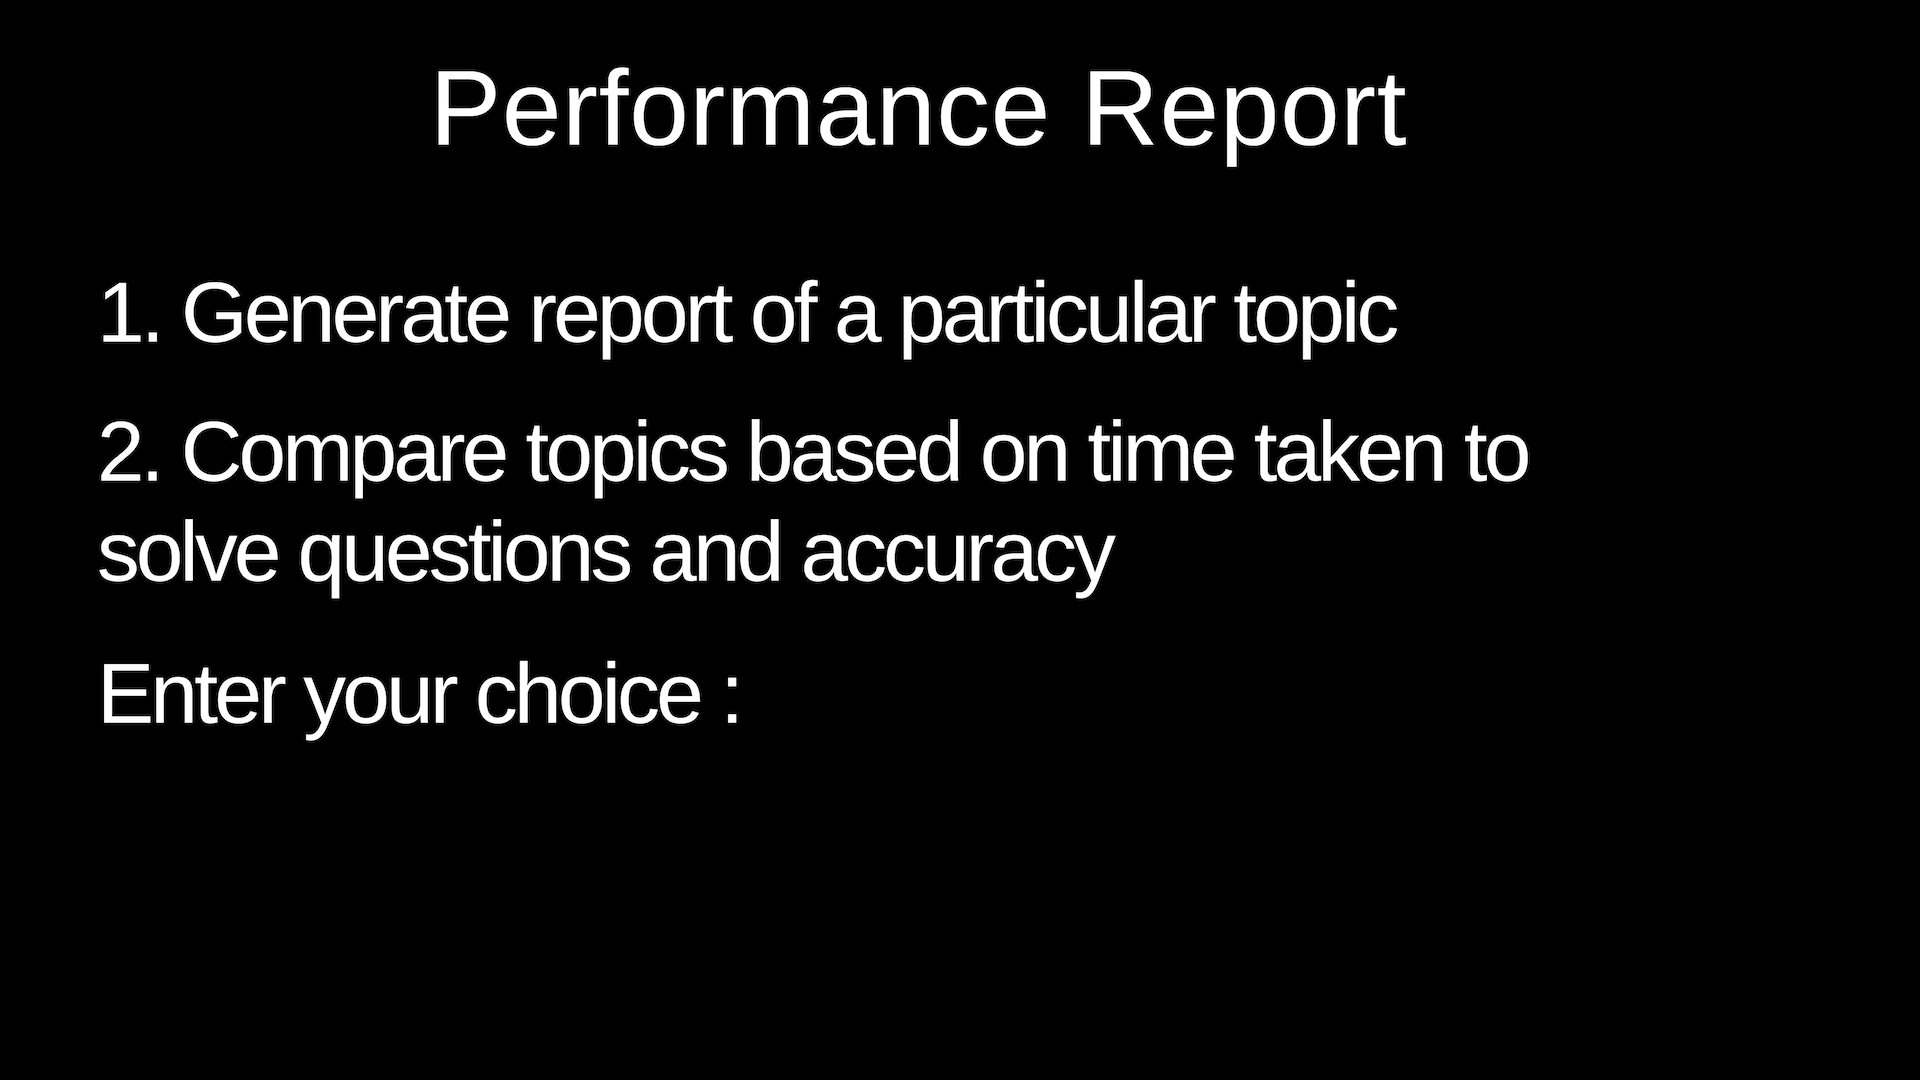 Performance Report
1. Generate report of a particular topic
2. Compare topics based on time taken to
solve questions and accuracy
Enter your choice :